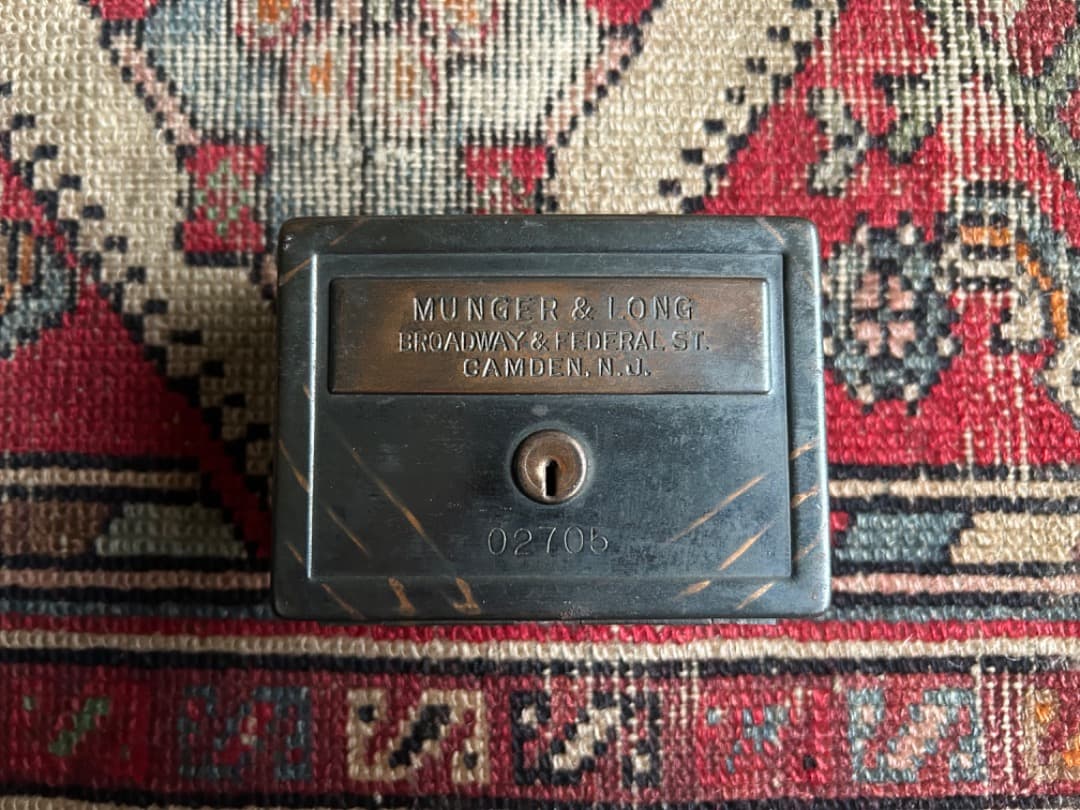 MUNGER & LONG
BROADWAY & FEDERAL ST.
CAMDEN, N.J.
02705